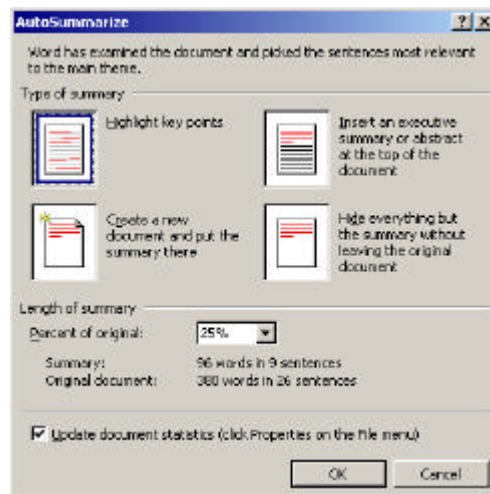 AutoSummarize
Word has examined the document and picked the sentences most relevant
to the main theme.
Type of summary
Highlight key points
Insert an executive
summary or abstract
at the top of the
document
Create a new
document and put the
summary there
Hide everything but
the summary without
leaving the original
document
Length of summary
Percent of original:
25%
Summary: 96 words in 9 sentences
Original document: 380 words in 26 sentences
Update document statistics (click Properties on the File menu)
OK Cancel